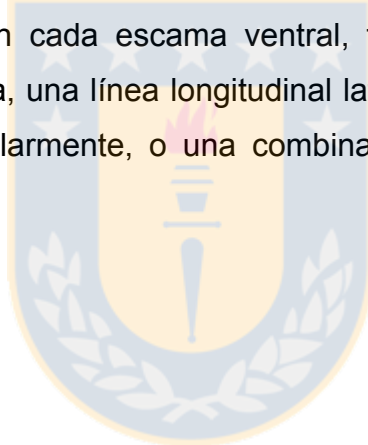 n cada escama ventral,
a, una línea longitudinal la
larmente, o una combina